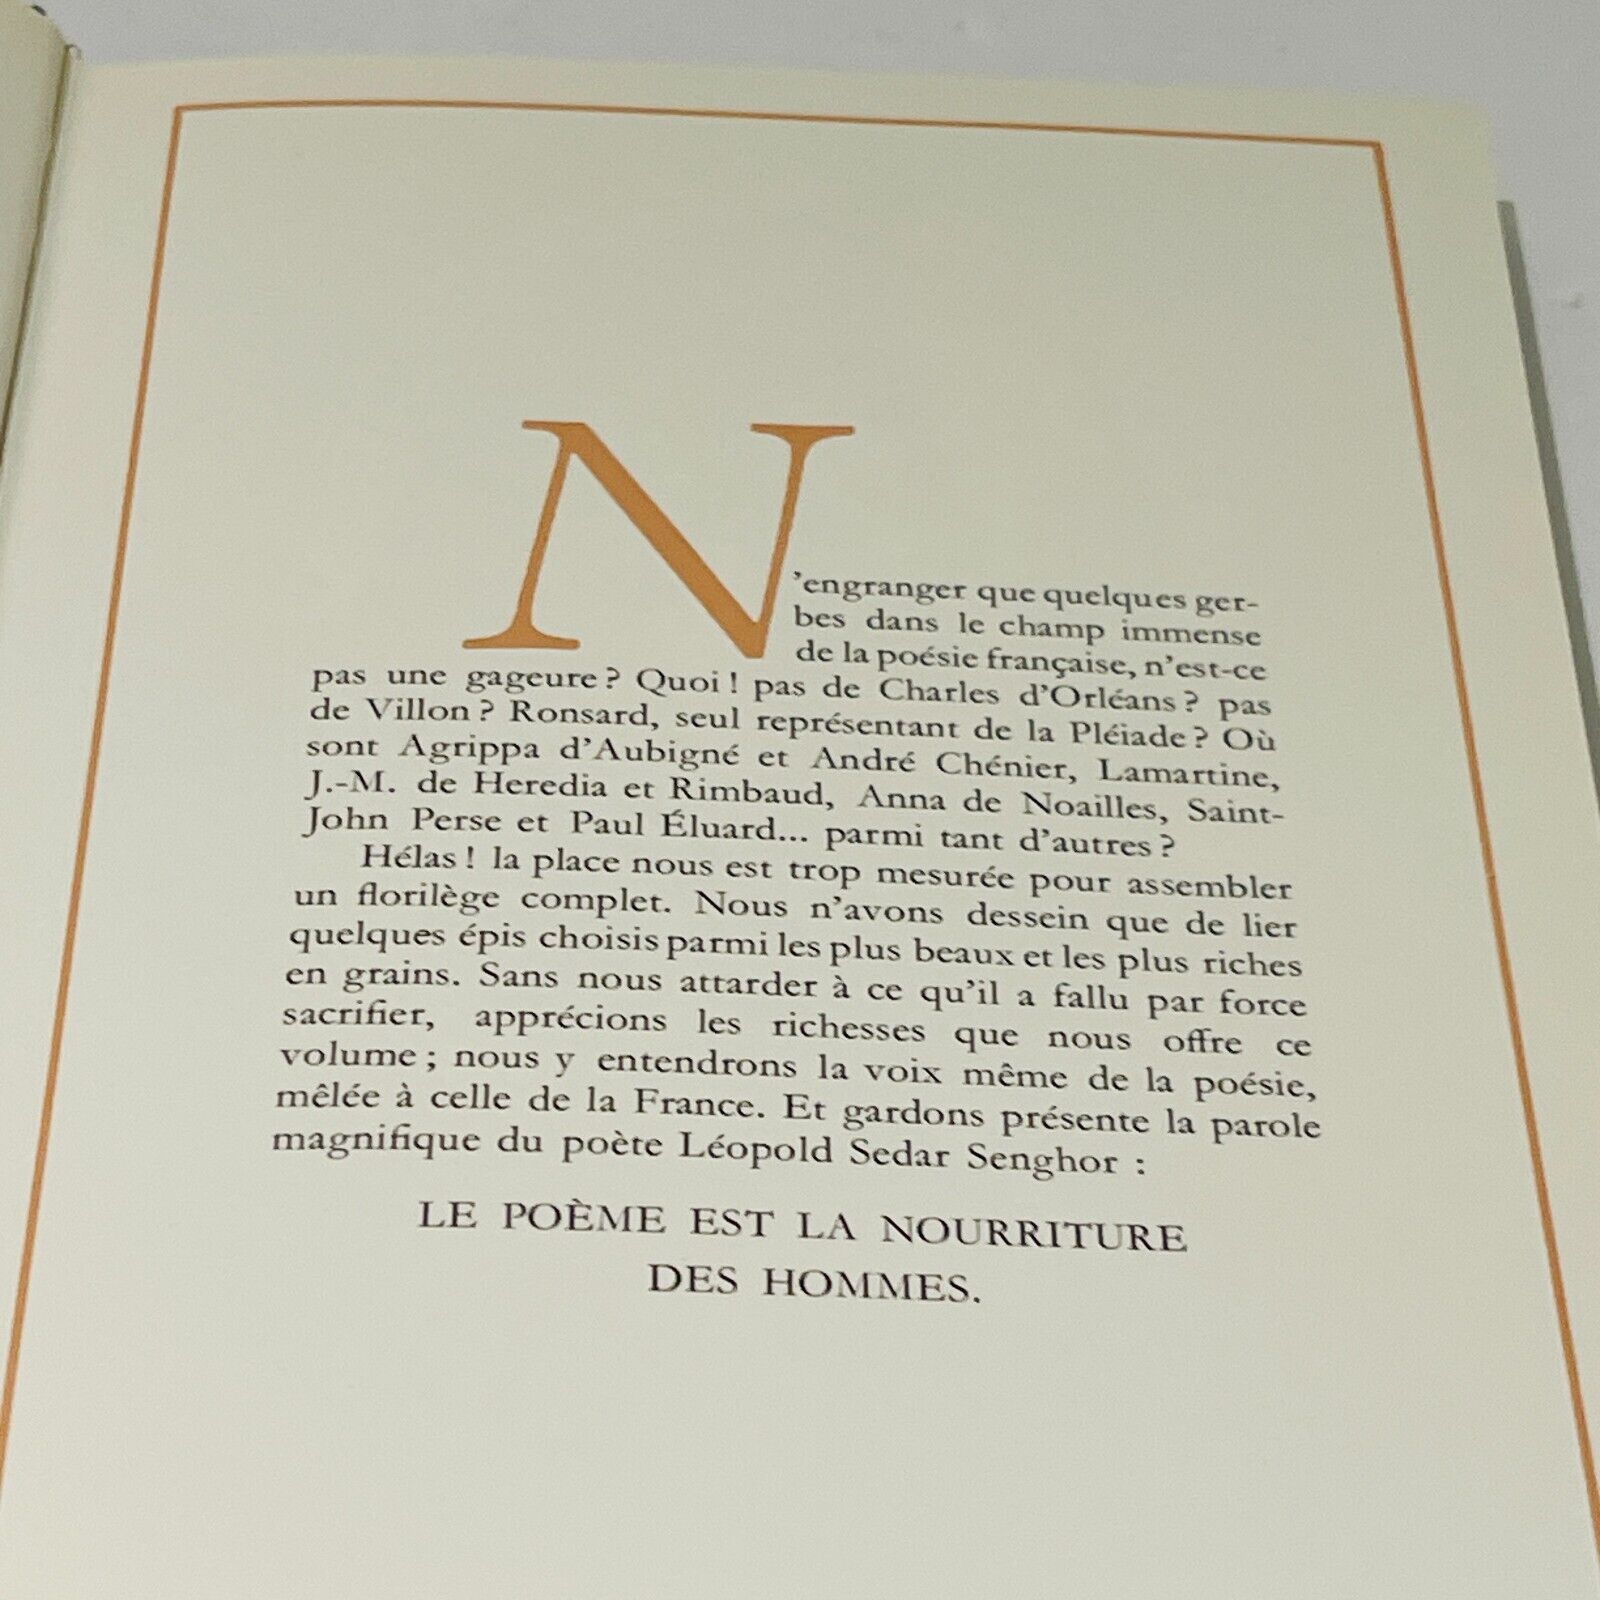 N'engranger que quelques ger-
bes dans le champ immense
de la poésie française, n'est-ce
pas une gageure ? Quoi ! pas de Charles d'Orléans ? pas
de Villon ? Ronsard, seul représentant de la Pléiade ? Où
sont Agrippa d'Aubigné et André Chénier, Lamartine,
J.-M. de Heredia et Rimbaud, Anna de Noailles, Saint-
John Perse et Paul Éluard... parmi tant d'autres ?
Hélas ! la place nous est trop mesurée pour assembler
un florilège complet. Nous n'avons dessein que de lier
quelques épis choisis parmi les plus beaux et les plus riches
en grains. Sans nous attarder à ce qu'il a fallu par force
sacrifier, apprécions les richesses que nous offre ce
volume ; nous y entendrons la voix même de la poésie,
mêlée à celle de la France. Et gardons présente la parole
magnifique du poète Léopold Sedar Senghor :
LE POÈME EST LA NOURRITURE
DES HOMMES.